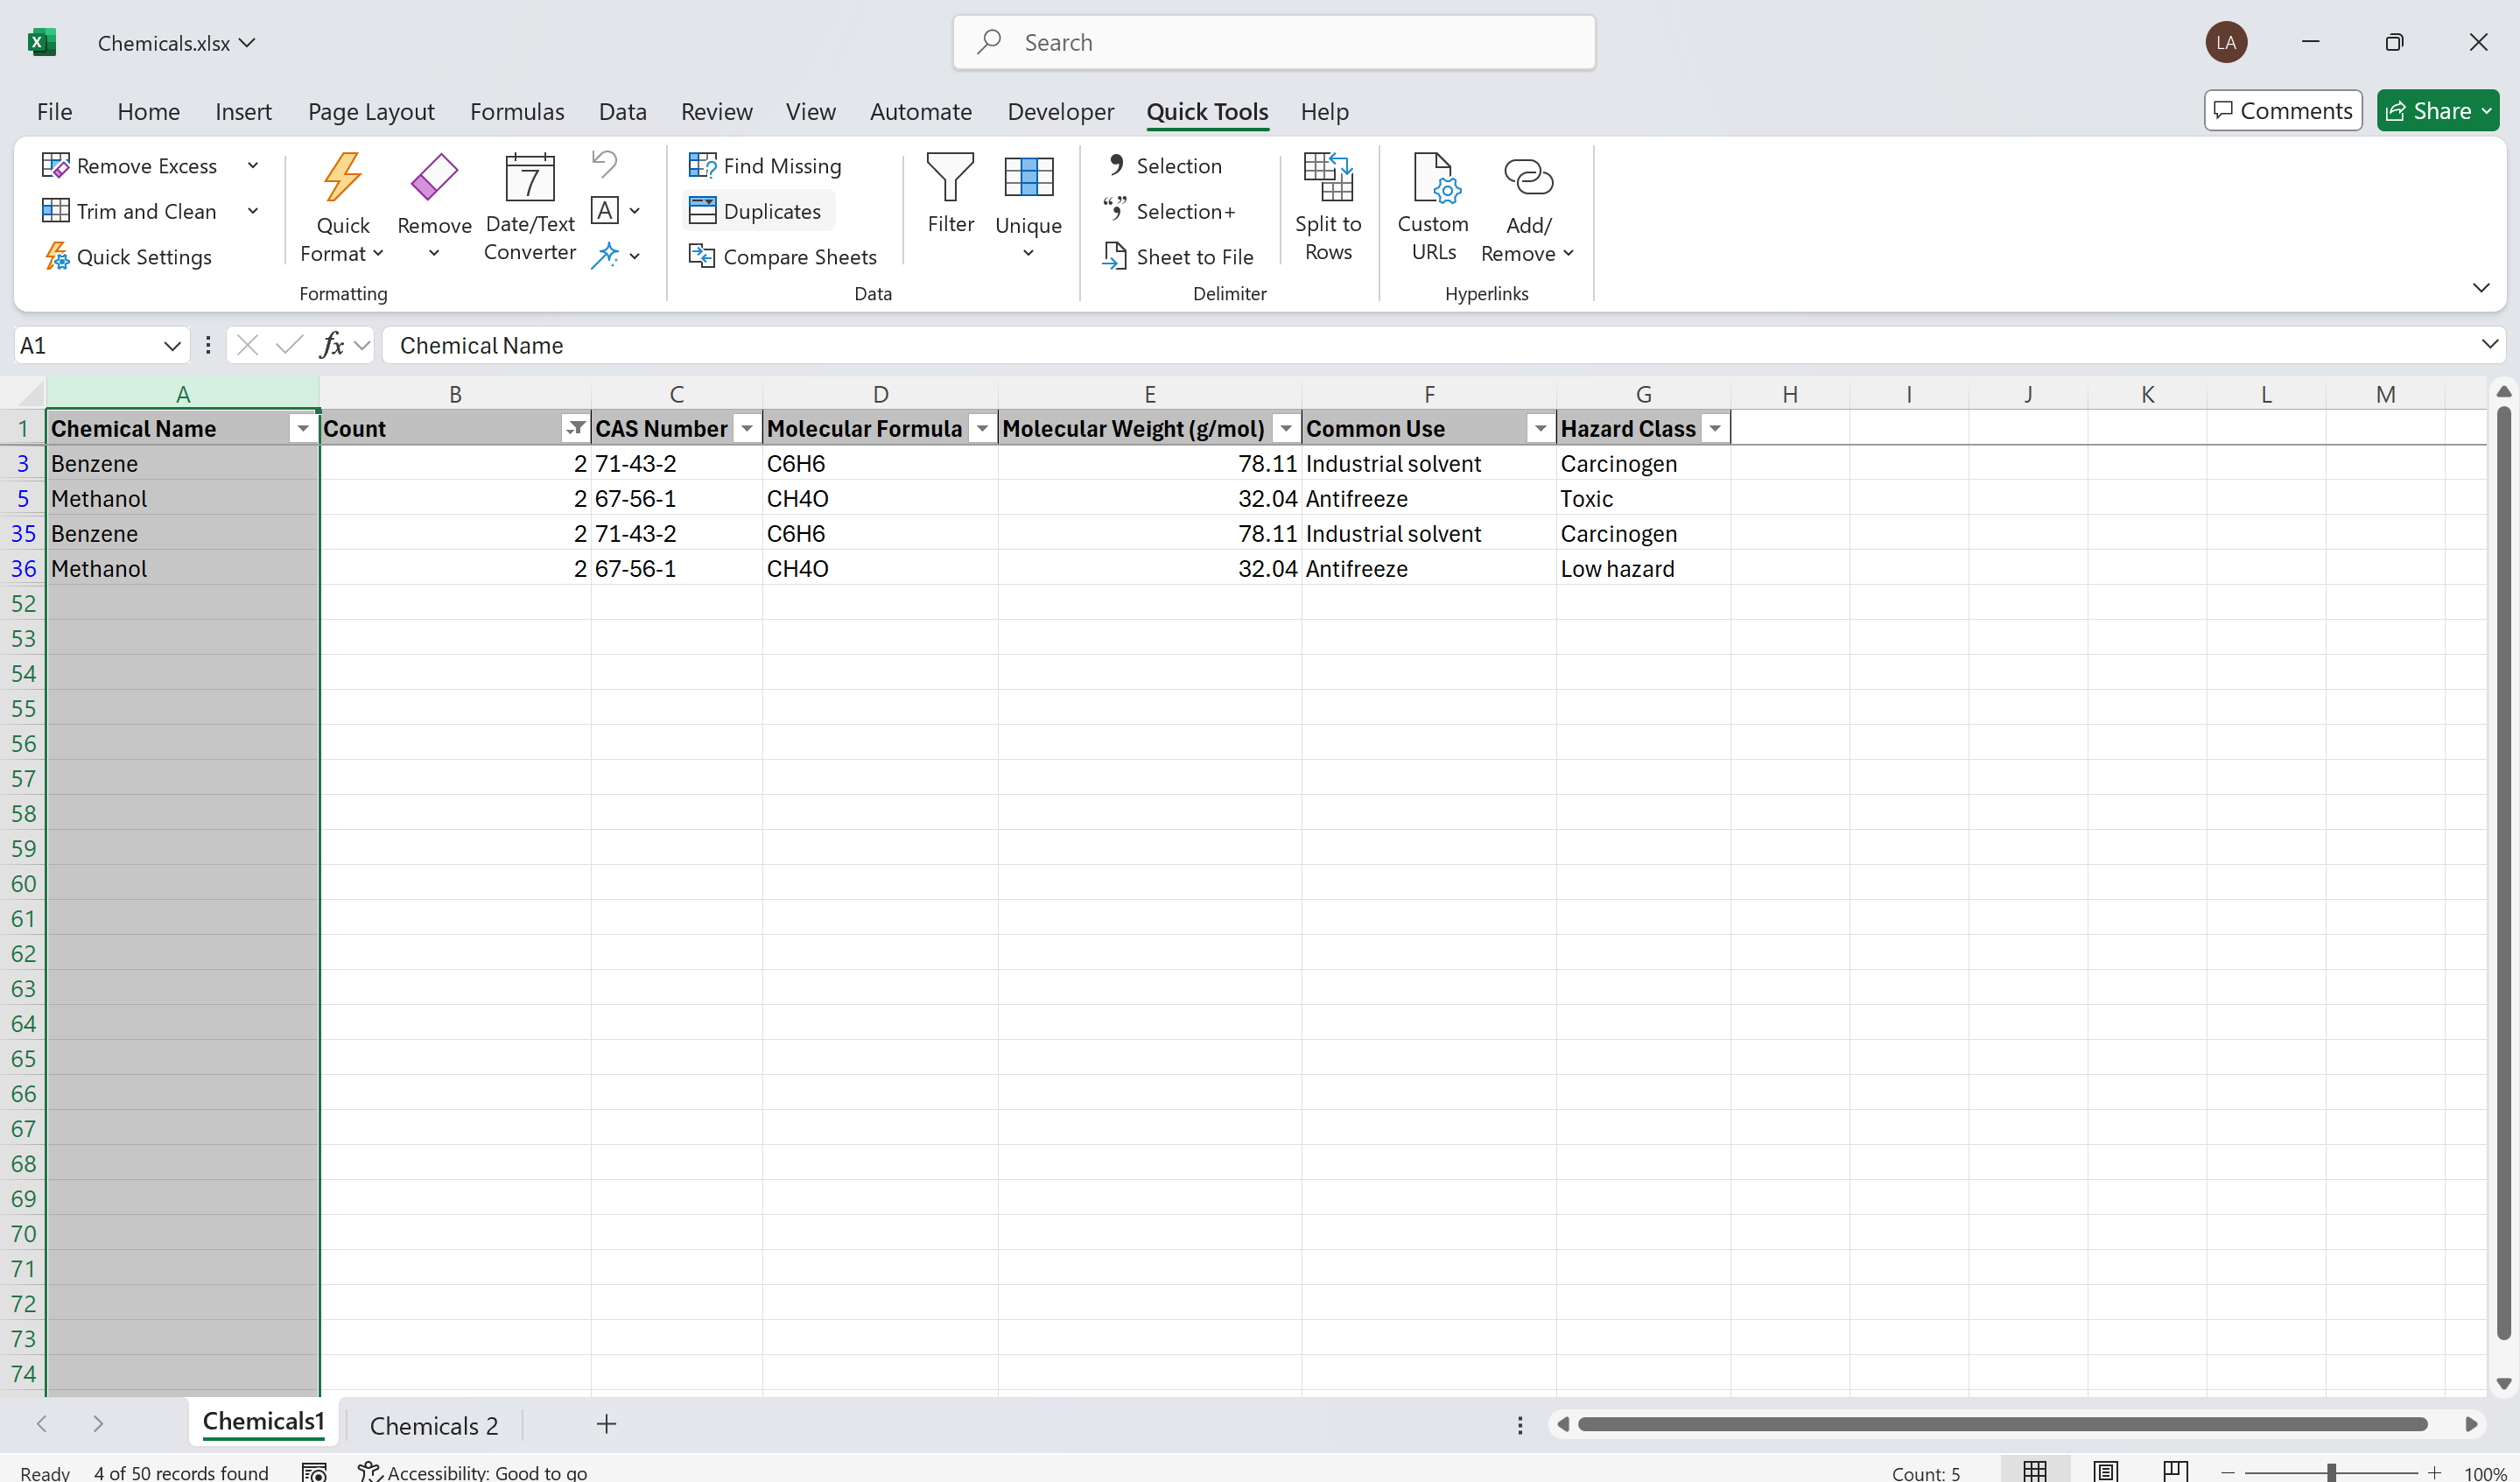 Chemicals.xlsx
Search
LA
File Home Insert Page Layout Formulas Data Review View Automate Developer Quick Tools Help Comments Share
Remove Excess
Trim and Clean
Quick Settings
Quick Format
Remove
Date/Text Converter
A
Formatting
Find Missing
Duplicates
Compare Sheets
Filter
Unique
Data
Selection
Selection+
Sheet to File
Split to Rows
Delimiter
Custom URLs
Add/ Remove
Hyperlinks
A1 fx Chemical Name
A B C D E F G H I J K L M
1 Chemical Name Count CAS Number Molecular Formula Molecular Weight (g/mol) Common Use Hazard Class
3 Benzene 2 71-43-2 C6H6 78.11 Industrial solvent Carcinogen
5 Methanol 2 67-56-1 CH4O 32.04 Antifreeze Toxic
35 Benzene 2 71-43-2 C6H6 78.11 Industrial solvent Carcinogen
36 Methanol 2 67-56-1 CH4O 32.04 Antifreeze Low hazard
52
53
54
55
56
57
58
59
60
61
62
63
64
65
66
67
68
69
70
71
72
73
74
Chemicals1 Chemicals 2
Ready 4 of 50 records found Accessibility: Good to go Count: 5 100%